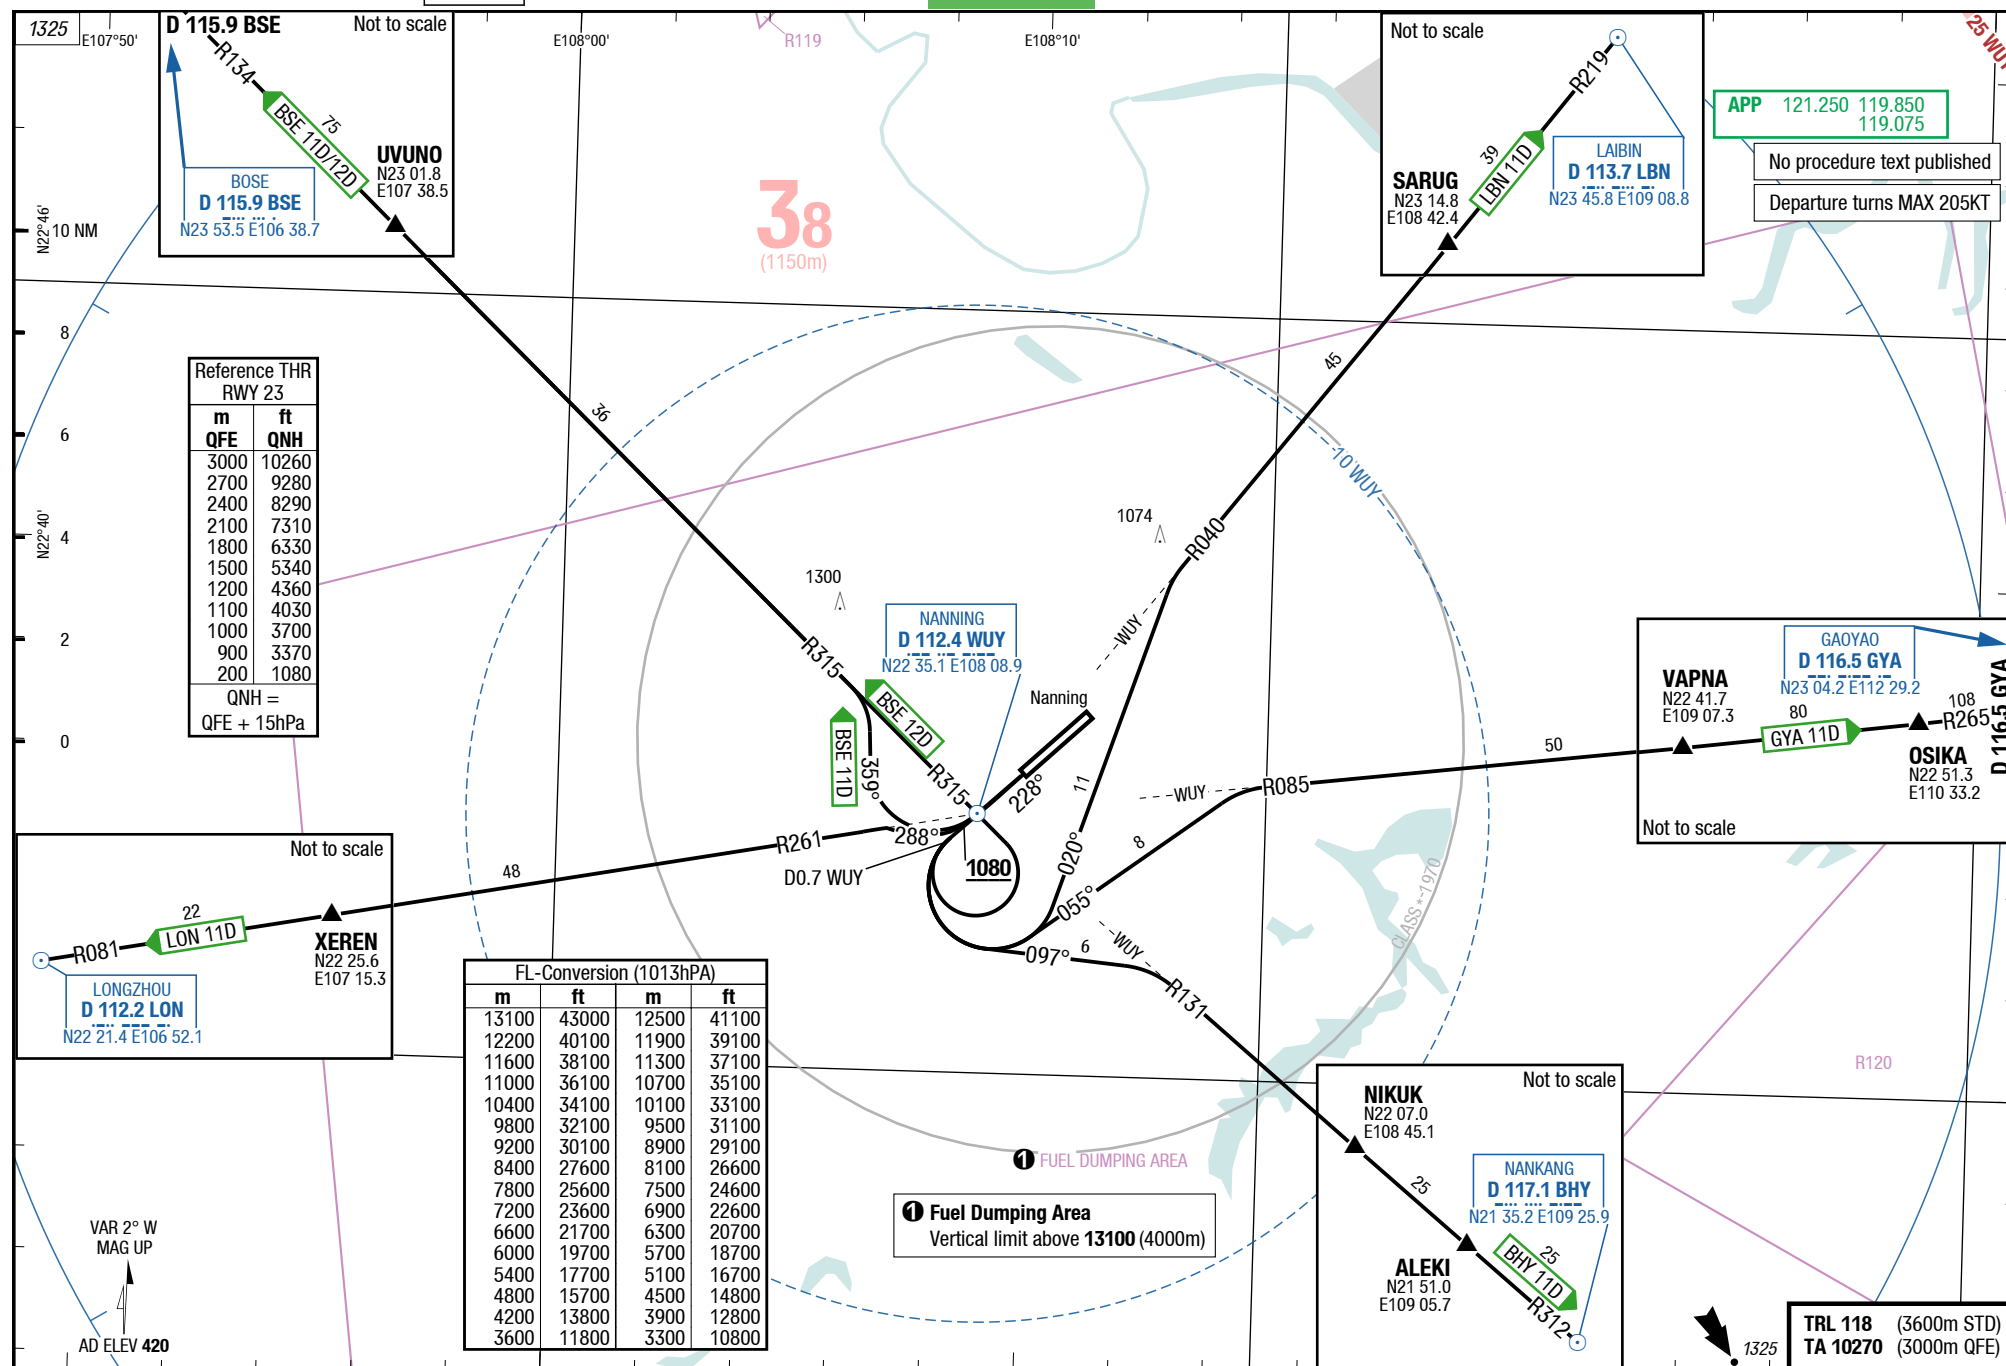 1325
E107°50'
D 115.9 BSE
Not to scale
R134
75
BSE 11D/12D
UVUNO
N23 01.8
E107 38.5
BOSE
D 115.9 BSE
N23 53.5 E106 38.7
E108°00'
R119
E108°10'
38
(1150m)
Not to scale
R219
39
LBN 11D
SARUG
N23 14.8
E108 42.4
LAIBIN
D 113.7 LBN
N23 45.8 E109 08.8
25 WUY
APP 121.250 119.850
119.075
No procedure text published
Departure turns MAX 205KT
N22°46'
10 NM
8
6
N22°40'
4
2
0
Reference THR
RWY 23
m ft
QFE QNH
3000 10260
2700 9280
2400 8290
2100 7310
1800 6330
1500 5340
1200 4360
1100 4030
1000 3700
900 3370
200 1080
QNH =
QFE + 15hPa
36
45
10 WUY
1074
R040
1300
WUY
NANNING
D 112.4 WUY
N22 35.1 E108 08.9
R315
BSE 12D
BSE 11D
359°
R315
Nanning
228°
11
020°
8
055°
WUY
R085
50
VAPNA
N22 41.7
E109 07.3
GAOYAO
D 116.5 GYA
N23 04.2 E112 29.2
80
GYA 11D
108
R265
OSIKA
N22 51.3
E110 33.2
D 116.5 GYA
Not to scale
288°
R261
D0.7 WUY
1080
48
Not to scale
22
LON 11D
R081
XEREN
N22 25.6
E107 15.3
LONGZHOU
D 112.2 LON
N22 21.4 E106 52.1
097°
6
WUY
R131
CLASS *-1970
FL-Conversion (1013hPA)
m ft m ft
13100 43000 12500 41100
12200 40100 11900 39100
11600 38100 11300 37100
11000 36100 10700 35100
10400 34100 10100 33100
9800 32100 9500 31100
9200 30100 8900 29100
8400 27600 8100 26600
7800 25600 7500 24600
7200 23600 6900 22600
6600 21700 6300 20700
6000 19700 5700 18700
5400 17700 5100 16700
4800 15700 4500 14800
4200 13800 3900 12800
3600 11800 3300 10800
1 FUEL DUMPING AREA
1 Fuel Dumping Area
Vertical limit above 13100 (4000m)
Not to scale
NIKUK
N22 07.0
E108 45.1
25
NANKANG
D 117.1 BHY
N21 35.2 E109 25.9
ALEKI
N21 51.0
E109 05.7
25
BHY 11D
R312
R120
VAR 2° W
MAG UP
AD ELEV 420
1325
TRL 118 (3600m STD)
TA 10270 (3000m QFE)